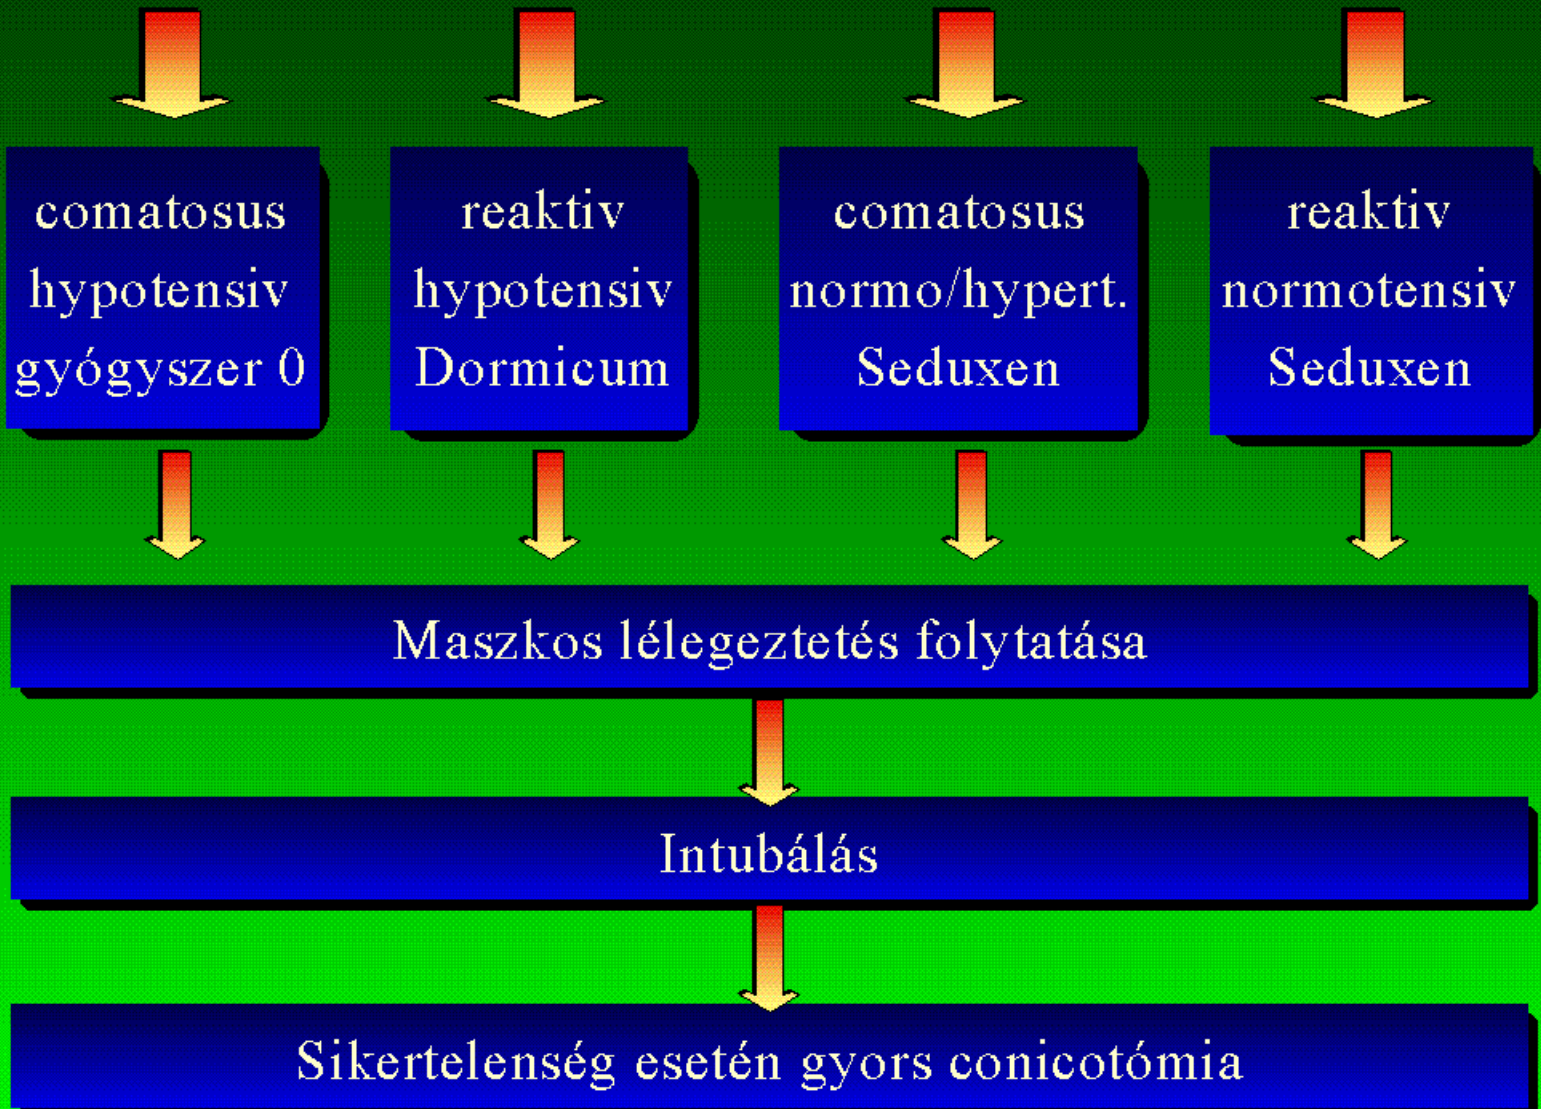 comatosus
hypotensiv
gyógyszer 0
reaktiv
hypotensiv
Dormicum
comatosus
normo/hypert.
Seduxen
reaktiv
normotensiv
Seduxen
Maszkos lélegeztetés folytatása
Intubálás
Sikertelenség esetén gyors conicotómia